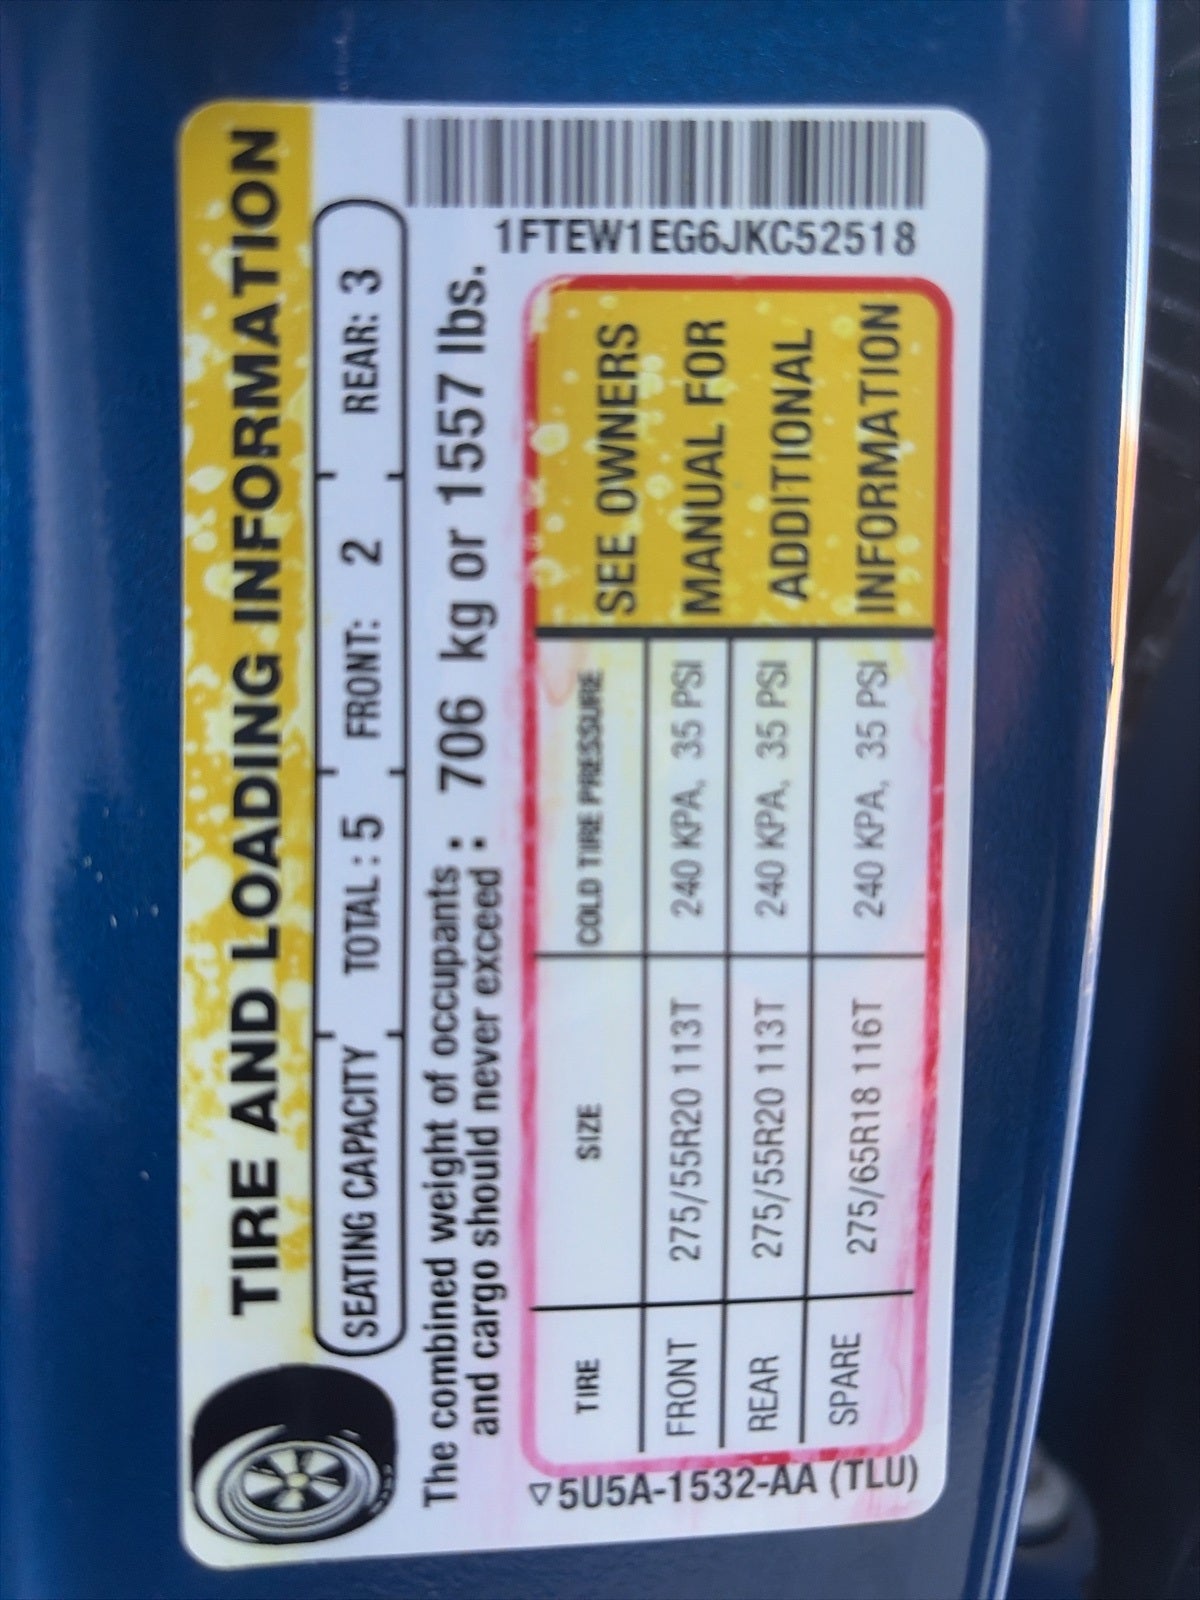 TIRE AND LOADING INFORMATION
SEATING CAPACITY TOTAL : 5 FRONT: 2 REAR: 3
The combined weight of occupants
and cargo should never exceed : 706 kg or 1557 lbs.
TIRE SIZE COLD TIRE PRESSURE
FRONT 275/55R20 113T 240 KPA, 35 PSI
REAR 275/55R20 113T 240 KPA, 35 PSI
SPARE 275/65R18 116T 240 KPA, 35 PSI
SEE OWNERS
MANUAL FOR
ADDITIONAL
INFORMATION
5U5A-1532-AA (TLU)
1FTEW1EG6JKC52518